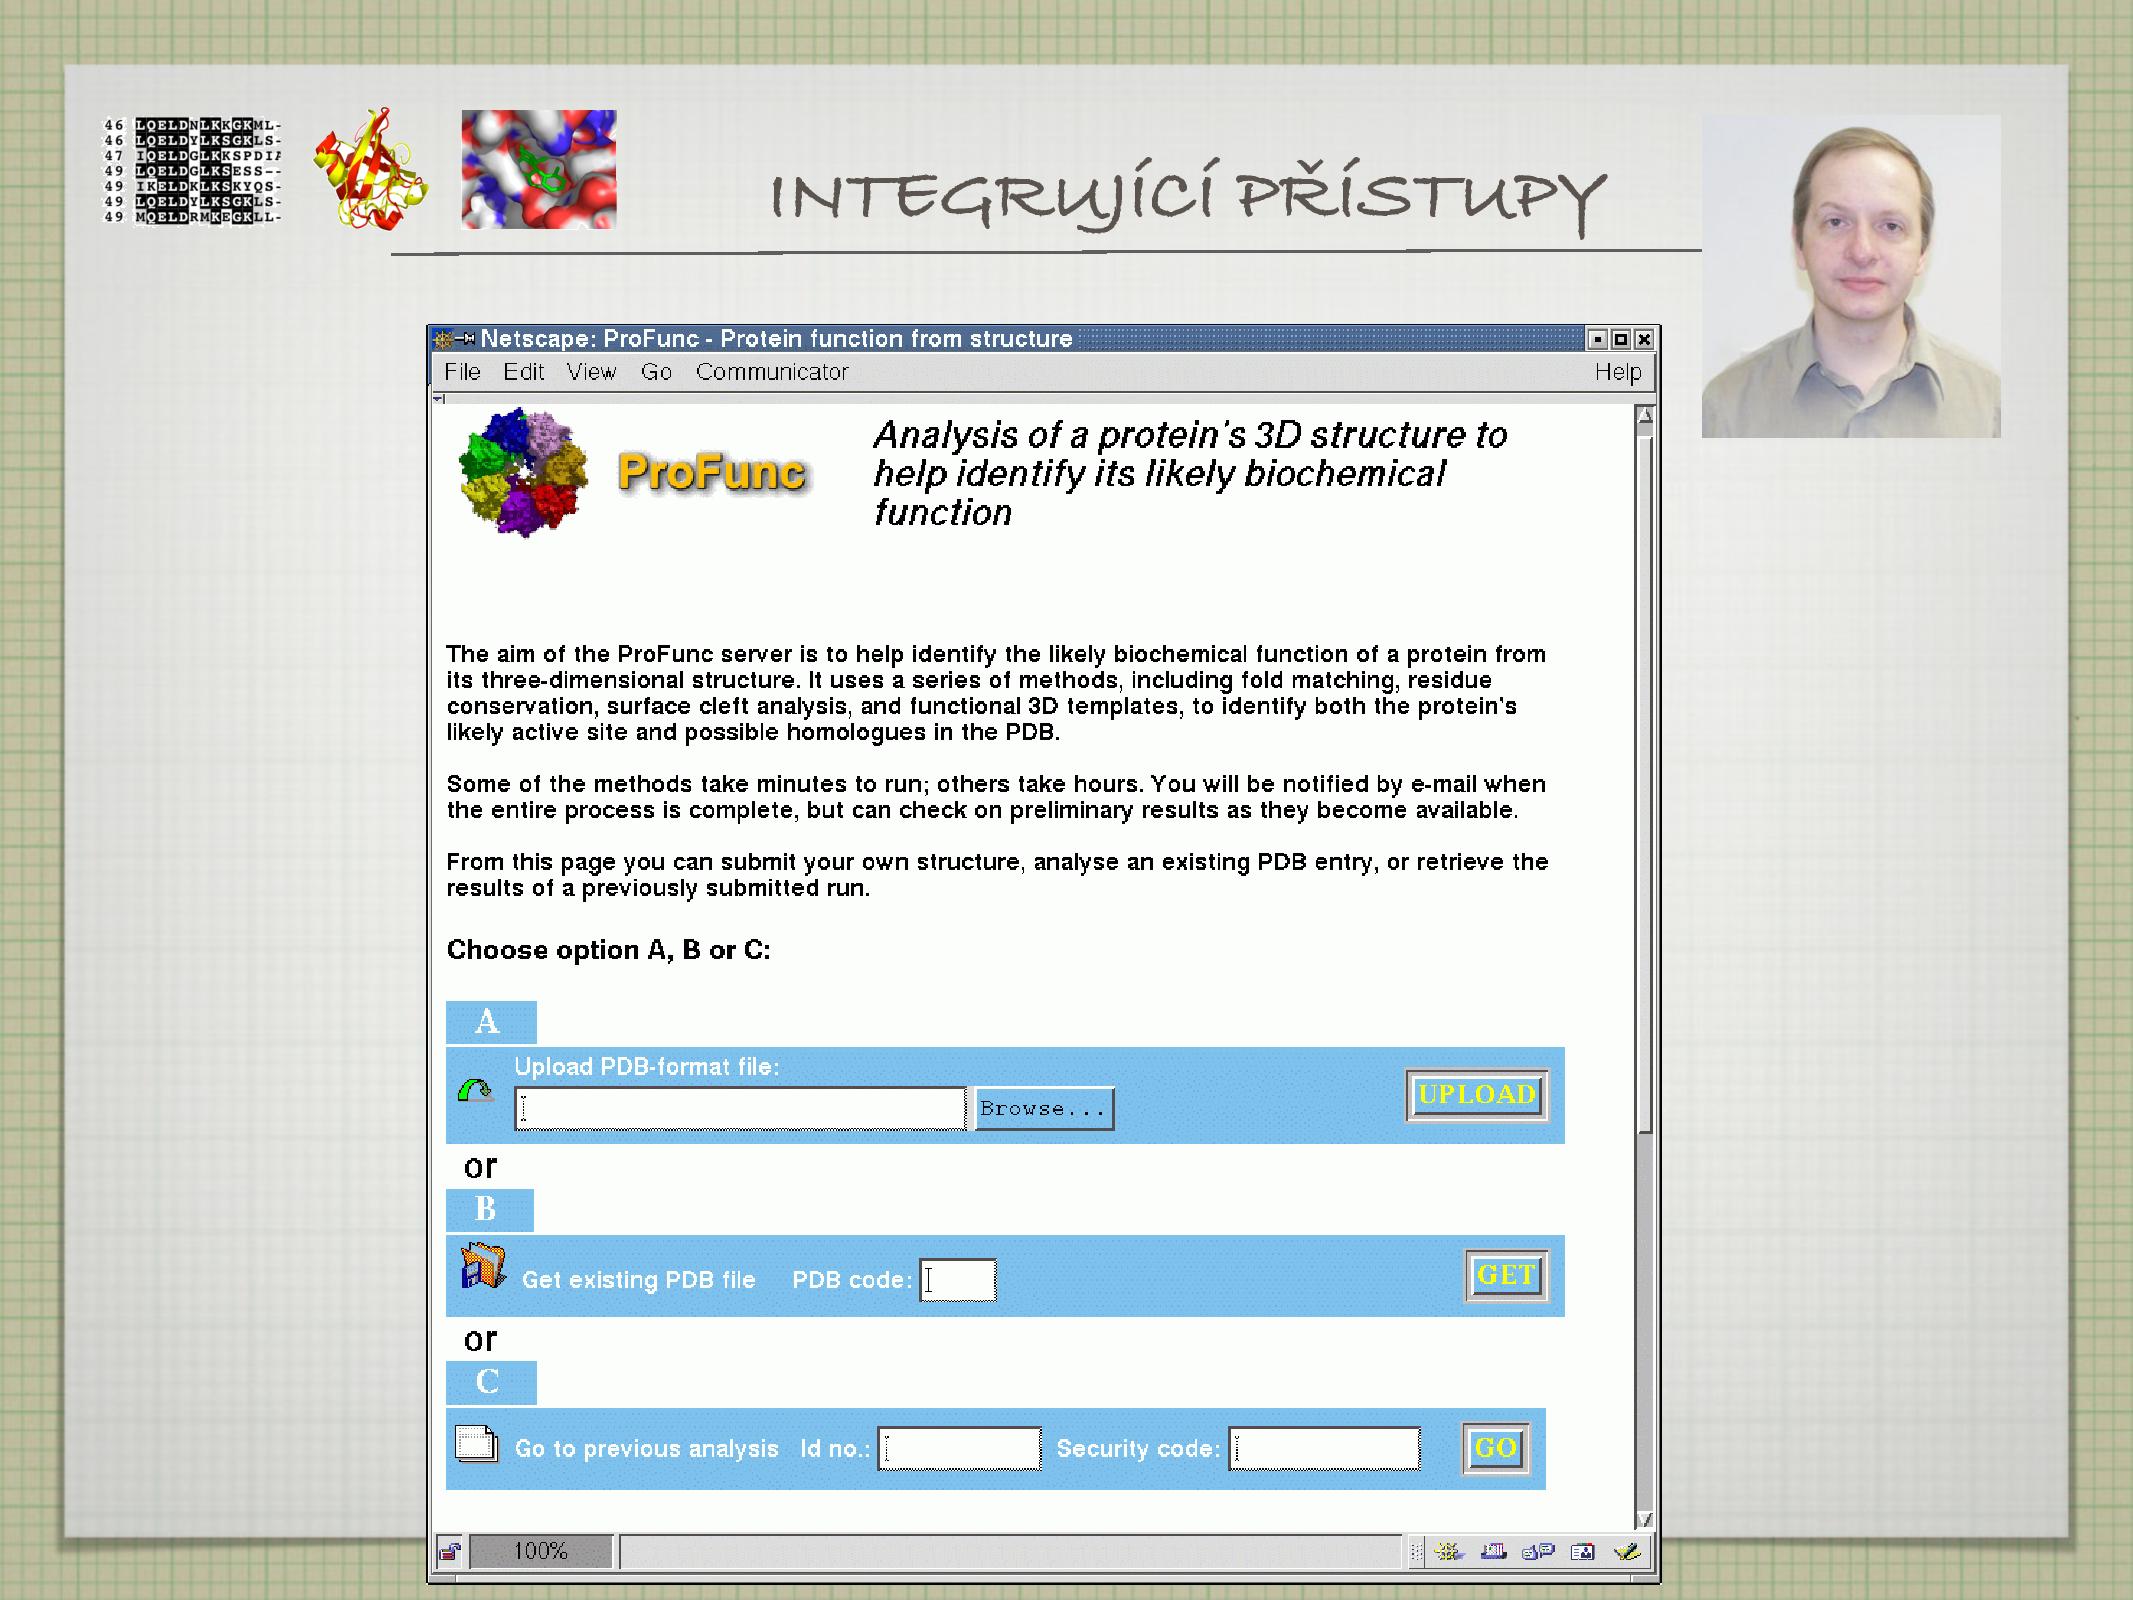 46 LQELDNLKKGKML-
46 LQELDYLKSGKLS-
47 IQELDGLKKSPDIA
49 LQELDGLKSESS--
49 IKELDKLKSKYQS-
49 LQELDYLKSGKLS-
49 MQELDRMKEGKLL-
INTEGRUJÍCÍ PŘÍSTUPY
Netscape: ProFunc - Protein function from structure
File Edit View Go Communicator Help
ProFunc
Analysis of a protein's 3D structure to
help identify its likely biochemical
function
The aim of the ProFunc server is to help identify the likely biochemical function of a protein from
its three-dimensional structure. It uses a series of methods, including fold matching, residue
conservation, surface cleft analysis, and functional 3D templates, to identify both the protein's
likely active site and possible homologues in the PDB.
Some of the methods take minutes to run; others take hours. You will be notified by e-mail when
the entire process is complete, but can check on preliminary results as they become available.
From this page you can submit your own structure, analyse an existing PDB entry, or retrieve the
results of a previously submitted run.
Choose option A, B or C:
A
Upload PDB-format file:
Browse... UPLOAD
or
B
Get existing PDB file PDB code: GET
or
C
Go to previous analysis Id no.: Security code: GO
100%